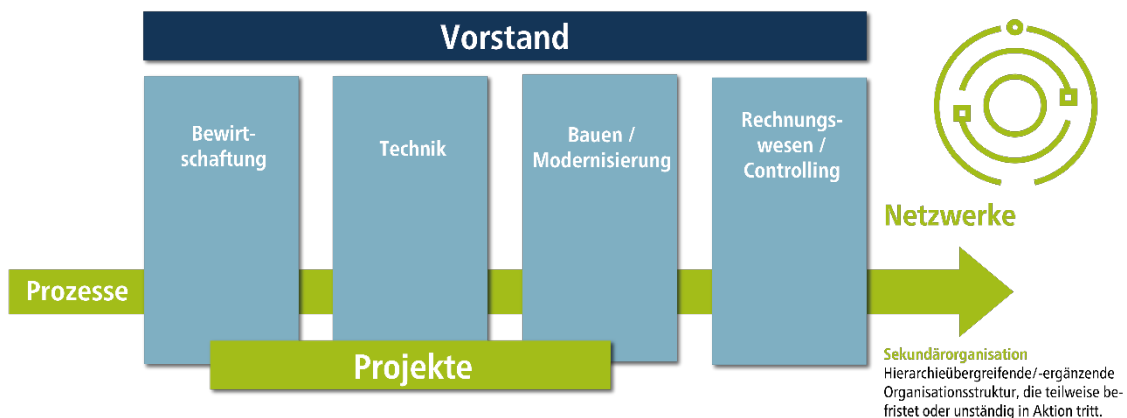 Vorstand
Bewirt-
schaftung
Technik
Bauen /
Modernisierung
Rechnungs-
wesen /
Controlling
Netzwerke
Prozesse
Projekte
Sekundärorganisation
Hierarchieübergreifende/-ergänzende
Organisationsstruktur, die teilweise be-
fristet oder unständig in Aktion tritt.